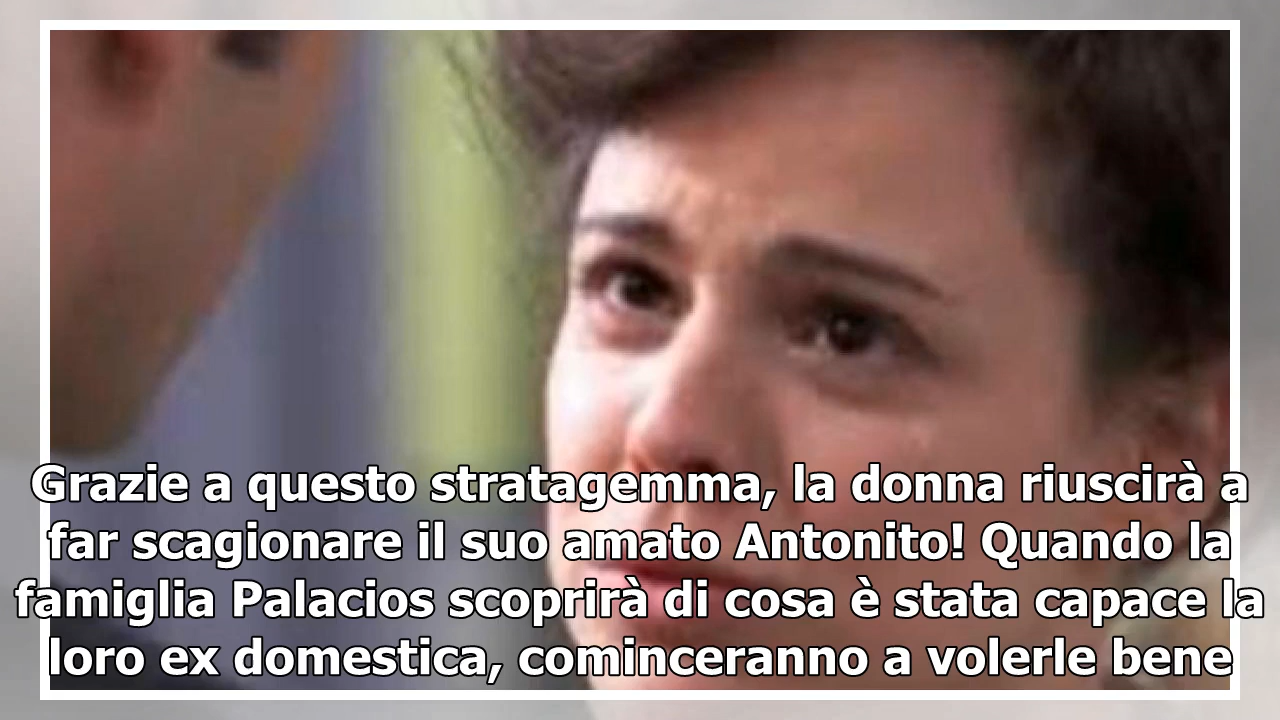 Grazie a questo stratagemma, la donna riuscirà a
far scagionare il suo amato Antonito! Quando la
famiglia Palacios scoprirà di cosa è stata capace la
loro ex domestica, cominceranno a volerle bene